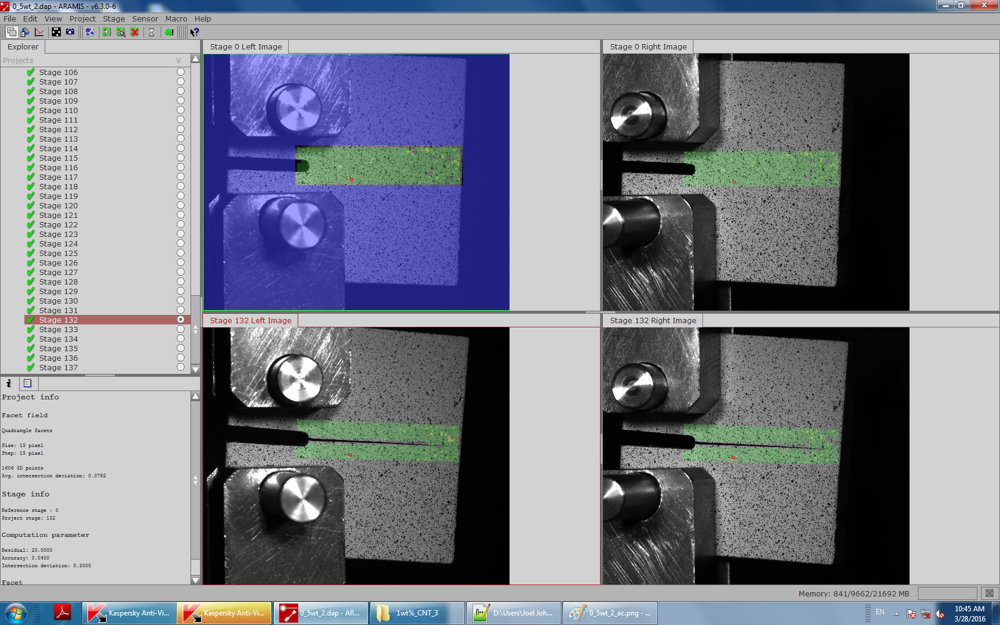 0_5wt_2.dap - ARAMIS - v6.3.0-6
File Edit View Project Stage Sensor Macro Help
Explorer
Projects V
Stage 106
Stage 107
Stage 108
Stage 109
Stage 110
Stage 111
Stage 112
Stage 113
Stage 114
Stage 115
Stage 116
Stage 117
Stage 118
Stage 119
Stage 120
Stage 121
Stage 122
Stage 123
Stage 124
Stage 125
Stage 126
Stage 127
Stage 128
Stage 129
Stage 130
Stage 131
Stage 132
Stage 133
Stage 134
Stage 135
Stage 136
Stage 137
Project info
Facet field
Quadrangle facets
Size: 19 pixel
Step: 15 pixel
1606 3D points
Avg. intersection deviation: 0.0792
Stage info
Reference stage : 0
Project stage: 132
Computation parameter
Residual: 20.0000
Accuracy: 0.0400
Intersection deviation: 0.3000
Facet
Stage 0 Left Image
Stage 0 Right Image
Stage 132 Left Image
Stage 132 Right Image
Memory: 841/9662/21692 MB
Kaspersky Anti-Vi...
Kaspersky Anti-Vi...
0_5wt_2.dap - AR...
1wt%_CNT_3
D:\Users\Joel Joh...
0_5wt_2_ac.png - ...
EN
10:45 AM
3/28/2016